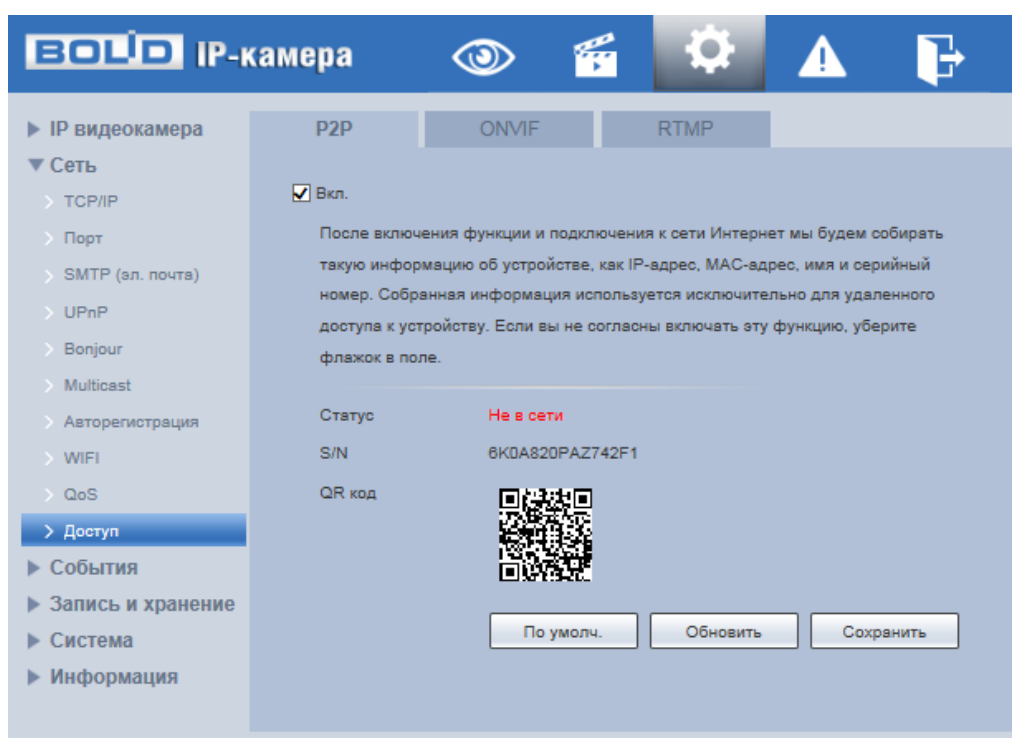 BOLID IP-камера
IP видеокамера
Сеть
TCP/IP
Порт
SMTP (эл. почта)
UPnP
Bonjour
Multicast
Авторегистрация
WIFI
QoS
Доступ
События
Запись и хранение
Система
Информация
P2P ONVIF RTMP
Вкл.
После включения функции и подключения к сети Интернет мы будем собирать
такую информацию об устройстве, как IP-адрес, MAC-адрес, имя и серийный
номер. Собранная информация используется исключительно для удаленного
доступа к устройству. Если вы не согласны включать эту функцию, уберите
флажок в поле.
Статус Не в сети
S/N 6K0A820PAZ742F1
QR код
По умолч. Обновить Сохранить